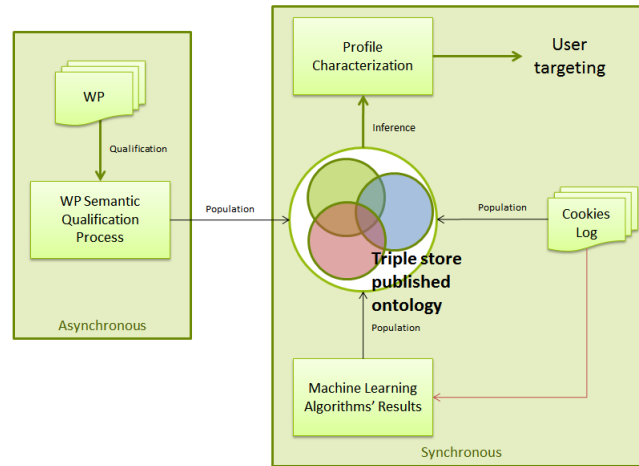 WP
Qualification
WP Semantic
Qualification
Process
Asynchronous
Population
Profile
Characterization
User
targeting
Inference
Triple store
published
ontology
Population
Cookies
Log
Population
Machine Learning
Algorithms' Results
Synchronous